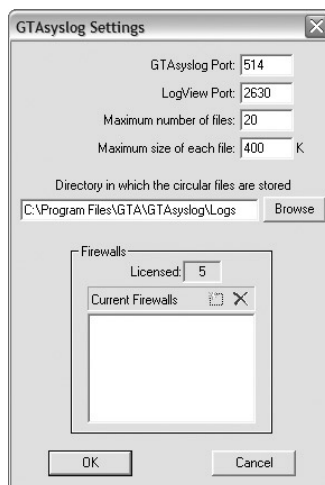 GTAsyslog Settings
GTAsyslog Port: 514
LogView Port: 2630
Maximum number of files: 20
Maximum size of each file: 400 K
Directory in which the circular files are stored
C:\Program Files\GTA\GTAsyslog\Logs Browse
Firewalls
Licensed: 5
Current Firewalls
OK Cancel